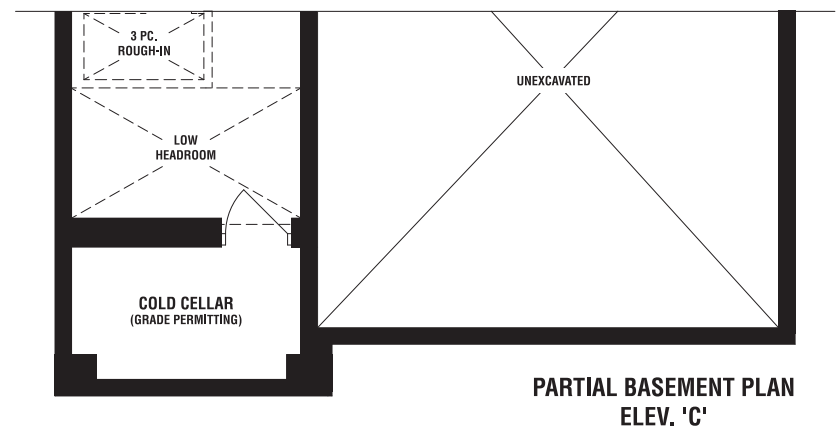 3 PC.
ROUGH-IN
UNEXCAVATED
LOW
HEADROOM
COLD CELLAR
(GRADE PERMITTING)
PARTIAL BASEMENT PLAN
ELEV. 'C'